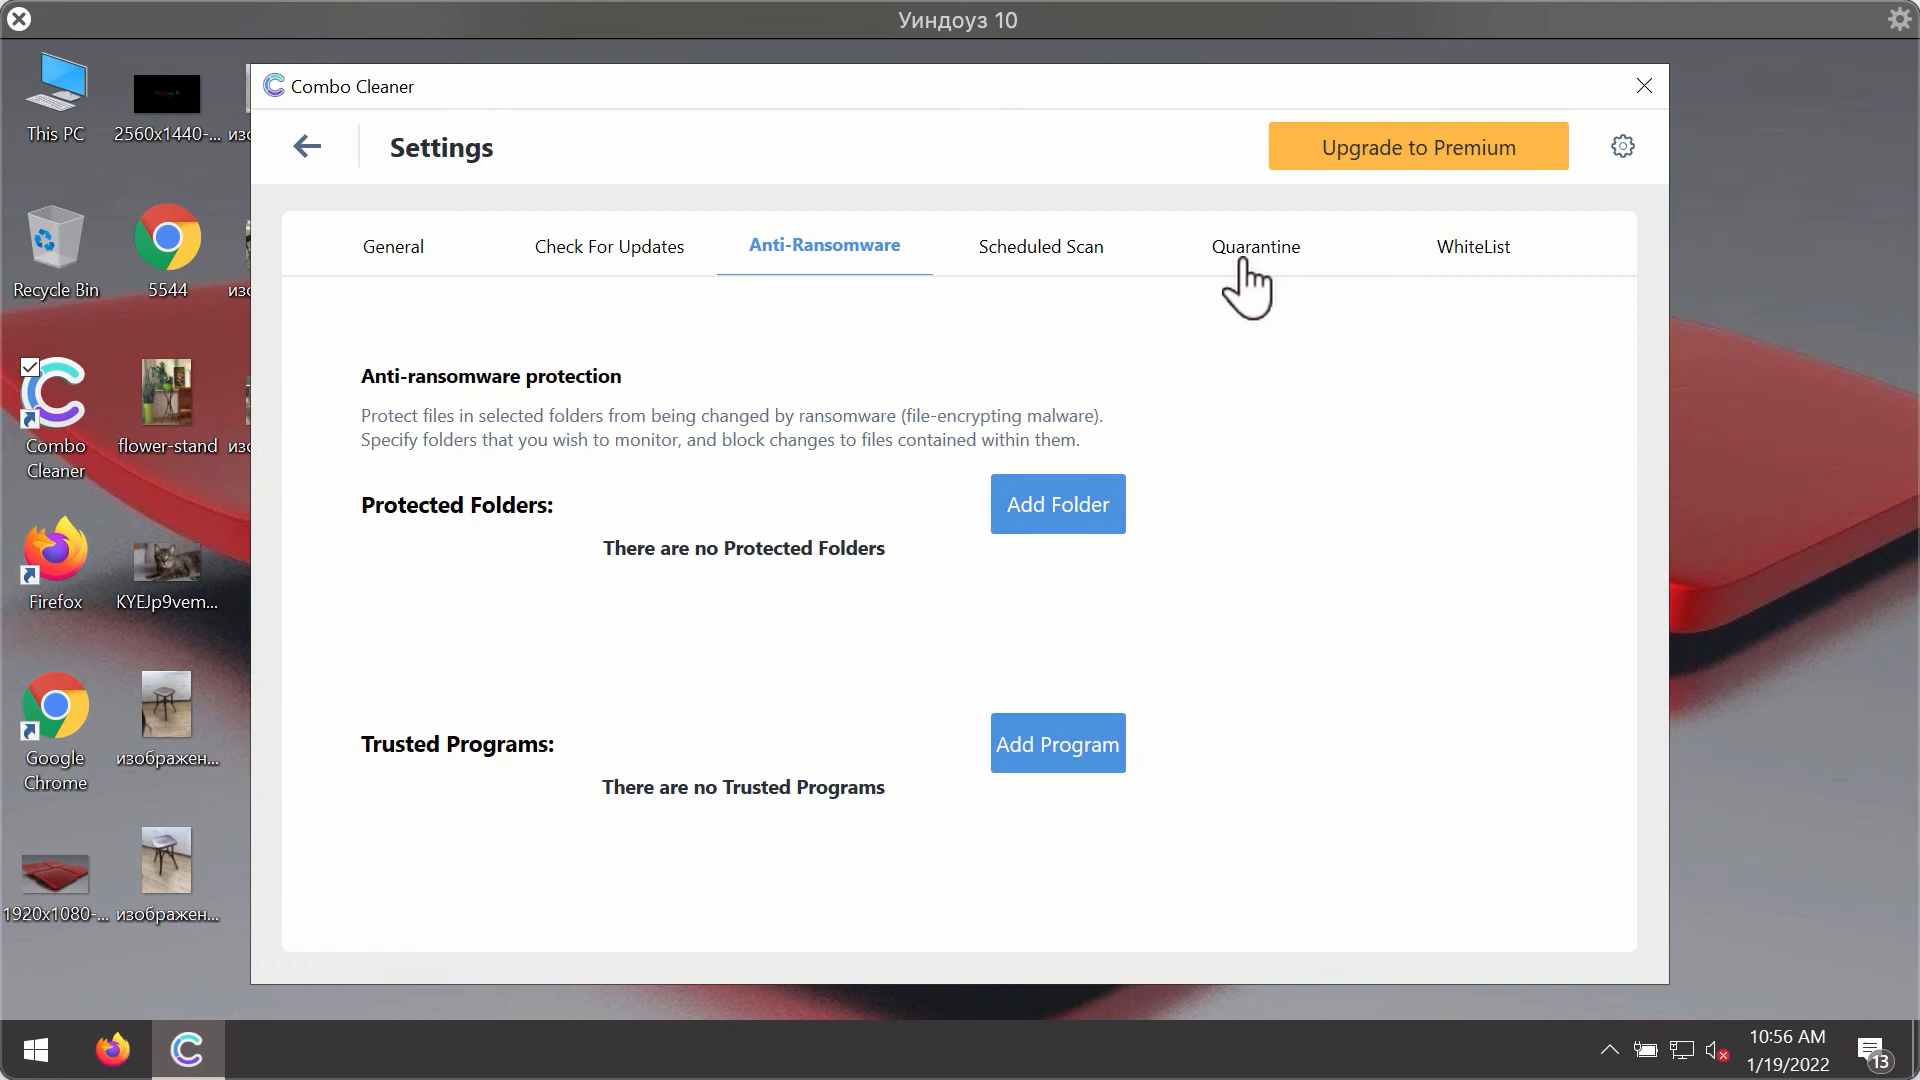 Уиндоуз 10
This PC
2560x1440-...
изо
Combo Cleaner
Settings
Upgrade to Premium
General
Check For Updates
Anti-Ransomware
Scheduled Scan
Quarantine
WhiteList
Recycle Bin
5544
изо
Anti-ransomware protection
Protect files in selected folders from being changed by ransomware (file-encrypting malware).
Specify folders that you wish to monitor, and block changes to files contained within them.
Combo
Cleaner
flower-stand
изо
Protected Folders:
Add Folder
There are no Protected Folders
Firefox
KYEJp9vem...
Trusted Programs:
Add Program
There are no Trusted Programs
Google
Chrome
изображен...
1920x1080-...
изображен...
10:56 AM
1/19/2022
13